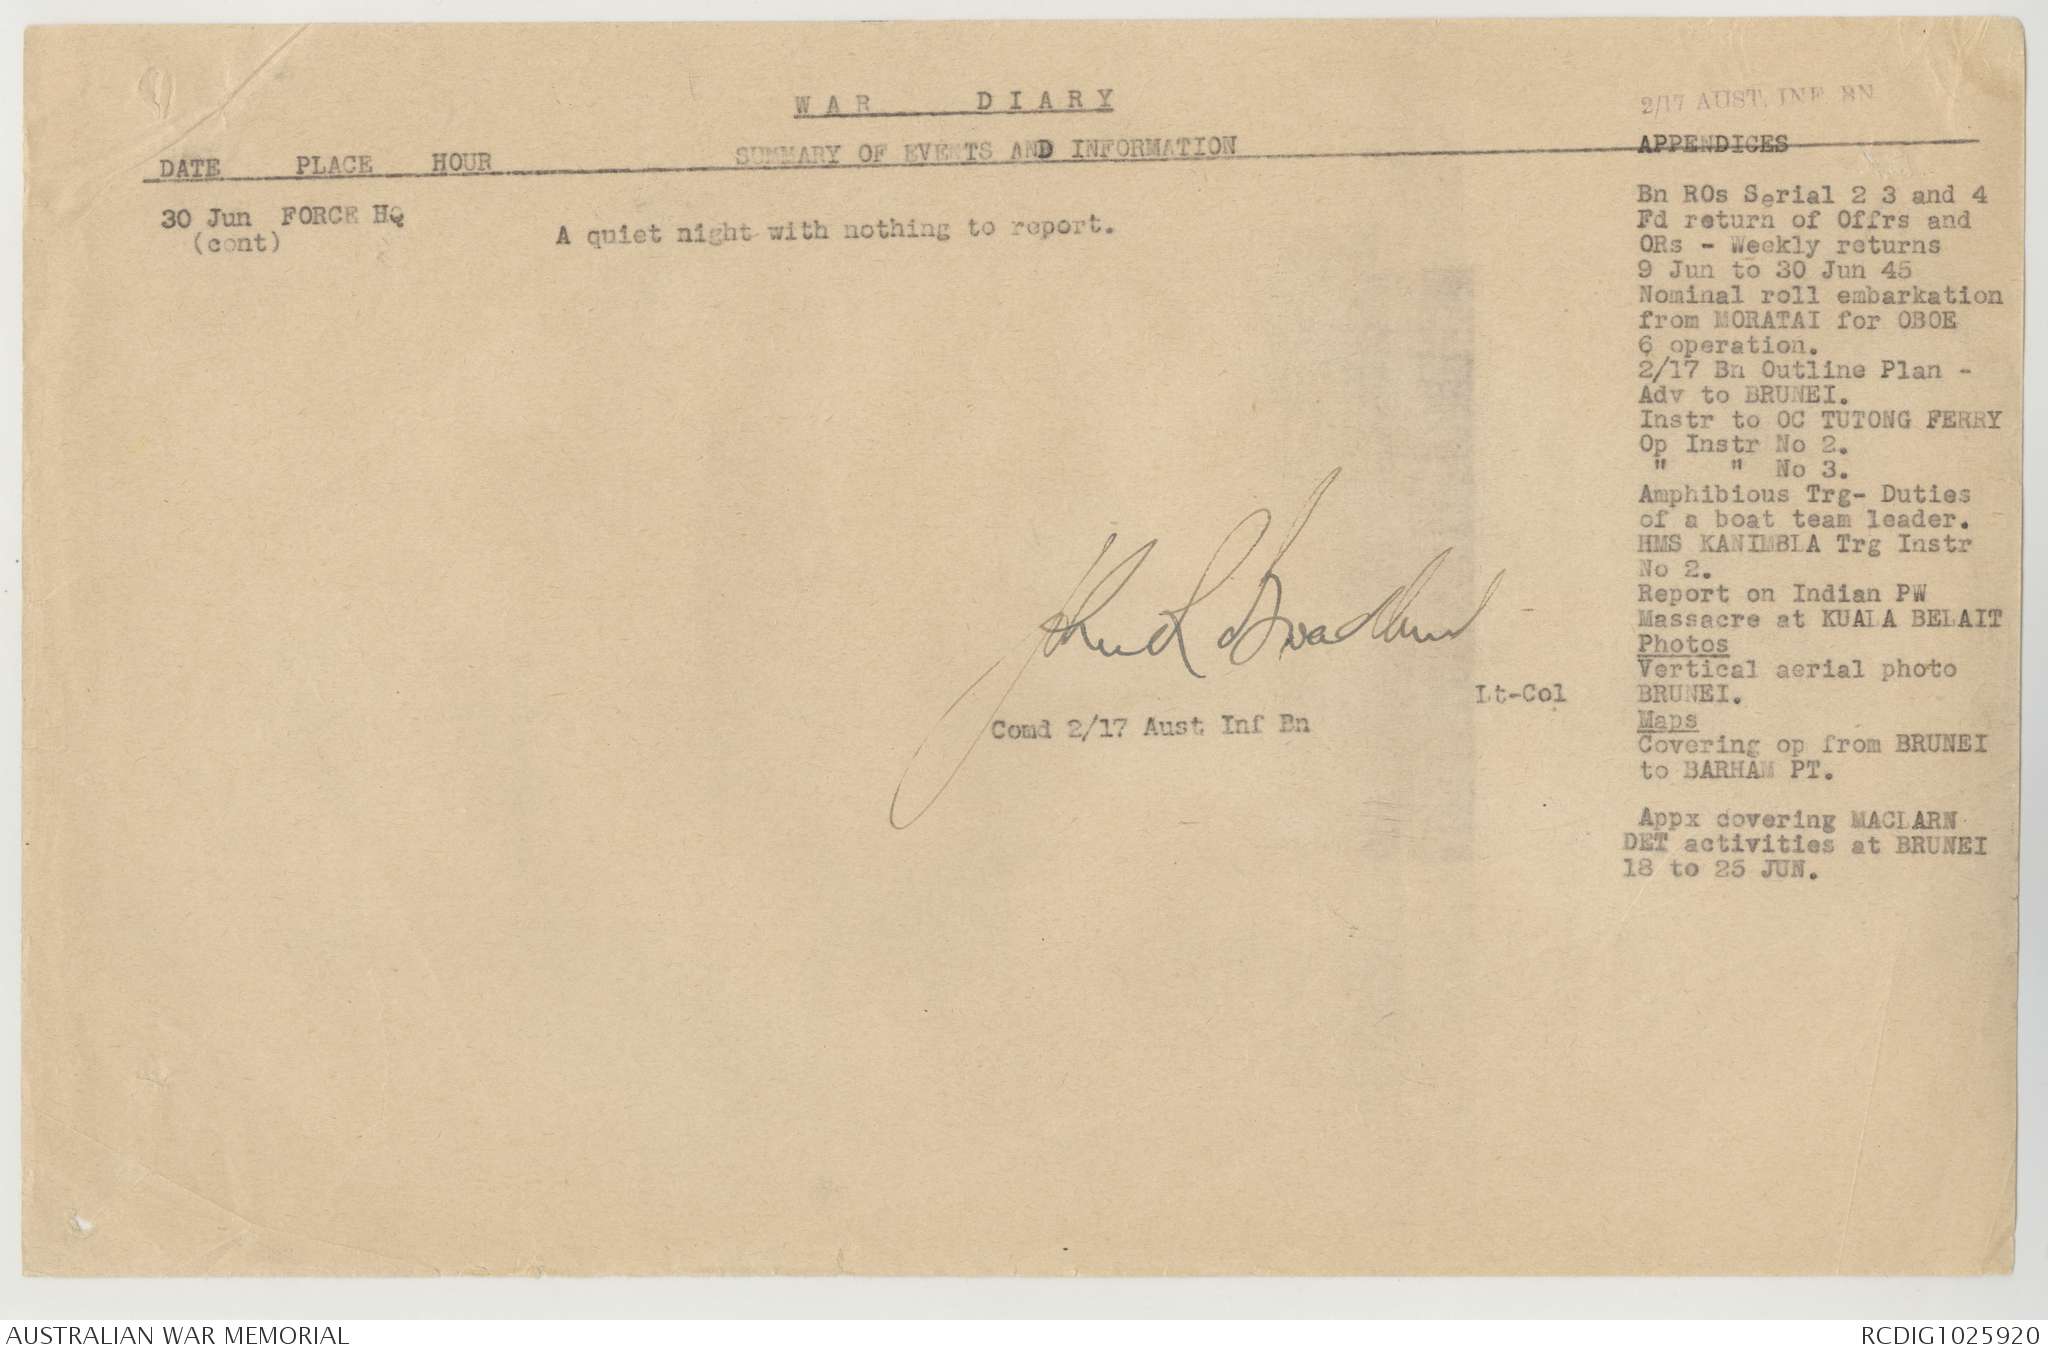 WAR DIARY
2/17 AUST. INF. BN
SUMMARY OF EVENTS AND INFORMATION
APPENDICES
DATE PLACE HOUR
30 Jun FORCE HQ
(cont)
A quiet night with nothing to report.
Lt-Col
Comd 2/17 Aust Inf Bn
Bn ROs Serial 2 3 and 4
Fd return of Offrs and
ORs - Weekly returns
9 Jun to 30 Jun 45
Nominal roll embarkation
from MORATAI for OBOE
6 operation.
2/17 Bn Outline Plan -
Adv to BRUNEI.
Instr to OC TUTONG FERRY
Op Instr No 2.
" " No 3.
Amphibious Trg- Duties
of a boat team leader.
HMS KANIMBLA Trg Instr
No 2.
Report on Indian PW
Massacre at KUALA BELAIT
Photos
Vertical aerial photo
BRUNEI.
Maps
Covering op from BRUNEI
to BARHAM PT.
Appx covering MACLARN
DET activities at BRUNEI
18 to 25 JUN.
AUSTRALIAN WAR MEMORIAL
RCDIG1025920